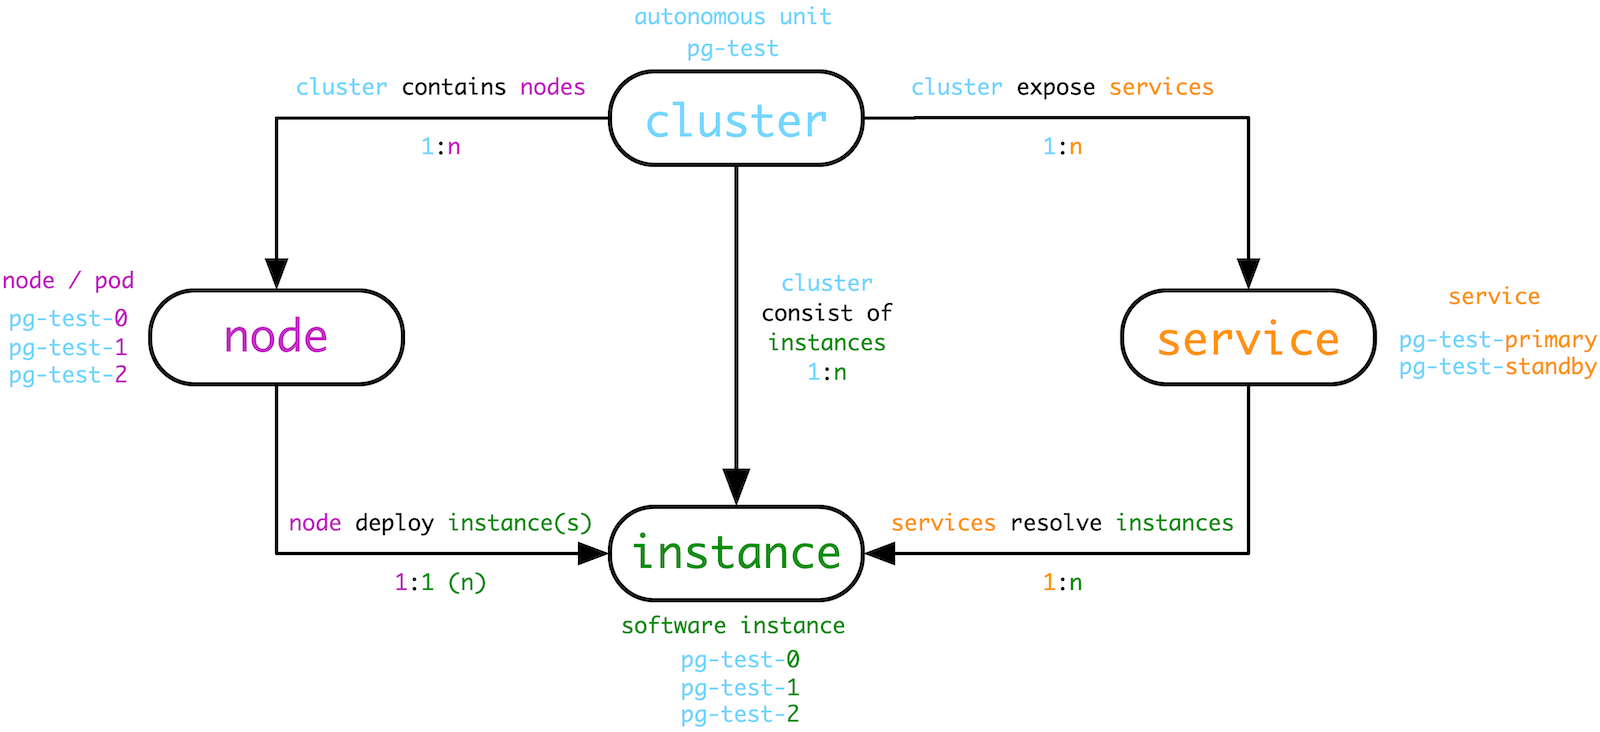 autonomous unit
pg-test
cluster contains nodes
cluster
cluster expose services
1:n
1:n
node / pod
pg-test-0
pg-test-1
pg-test-2
node
cluster
consist of
instances
1:n
service
service
pg-test-primary
pg-test-standby
node deploy instance(s)
1:1 (n)
instance
services resolve instances
1:n
software instance
pg-test-0
pg-test-1
pg-test-2